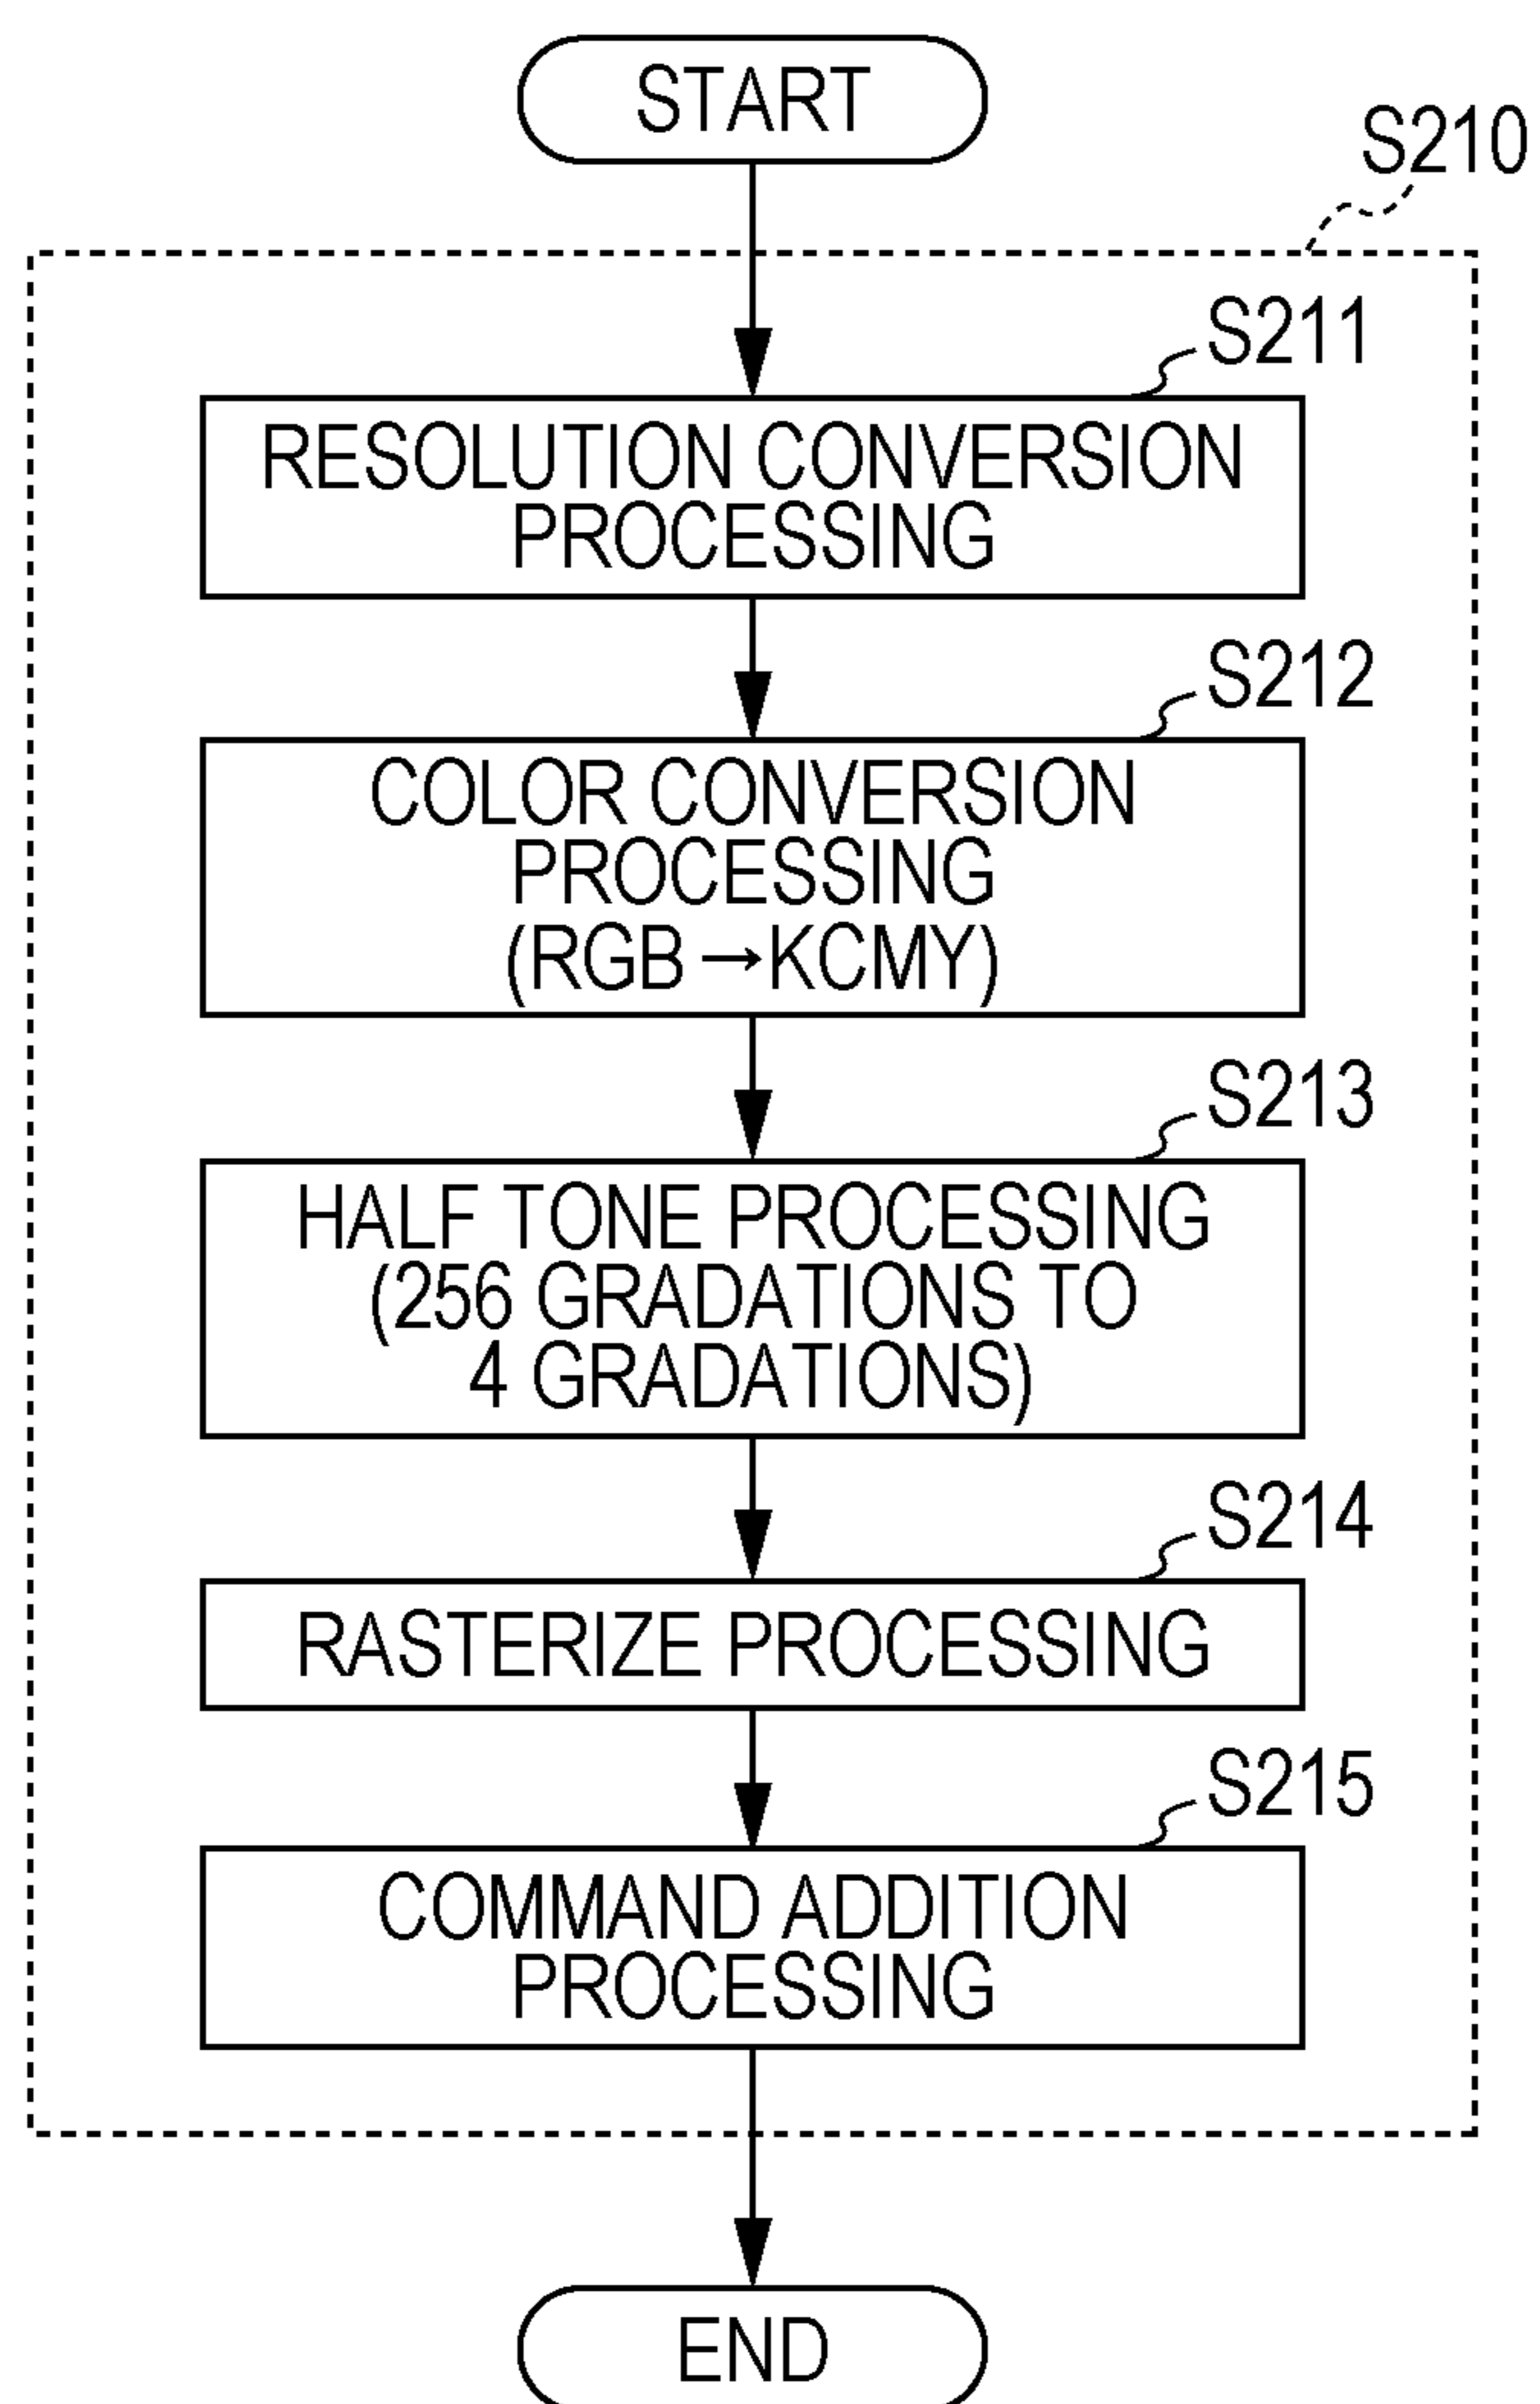 START
S210
S211
RESOLUTION CONVERSION
PROCESSING
S212
COLOR CONVERSION
PROCESSING
(RGB→KCMY)
S213
HALF TONE PROCESSING
(256 GRADATIONS TO
4 GRADATIONS)
S214
RASTERIZE PROCESSING
S215
COMMAND ADDITION
PROCESSING
END